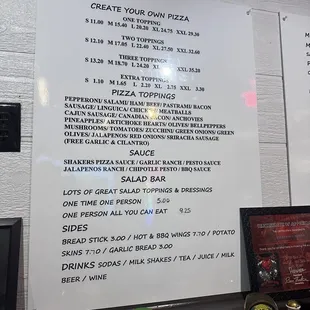 CREATE YOUR OWN PIZZA
ONE TOPPING
S 11.00 M 15.40 L 20.20 XL 24.75 XXL 29.20
TWO TOPPINGS
S 12.10 M 17.05 L 22.40 XL 27.50 XXL 32.60
THREE TOPPINGS
S 13.20 M 18.70 L 24.20 XL XXL 35.20
EXTRA TOPPINGS
S 1.10 M 1.65 L 2.20 XL 2.75 XXL 3.30
PIZZA TOPPINGS
PEPPERONI/ SALAMI/ HAM/ BEEF/ PASTRAMI/ BACON
SAUSAGE/ LINGUICA/ CHICKEN/ MEATBALLS
CAJUN SAUSAGE/ CANADIAN BACON/ ANCHOVIES
PINEAPPLES/ ARTICHOKE HEARTS/ OLIVES/ BELLPEPPERS
MUSHROOMS/ TOMATOES/ ZUCCHINI/ GREEN ONIONS/ GREEN
OLIVES/ JALAPENOS/ RED ONIONS/ SRIRACHA SAUSAGE
(FREE GARLIC & CILANTRO)
SAUCE
SHAKERS PIZZA SAUCE/ GARLIC RANCH / PESTO SAUCE
JALAPENOS RANCH / CHIPOTLE PESTO / BBQ SAUCE
SALAD BAR
LOTS OF GREAT SALAD TOPPINGS & DRESSINGS
ONE TIME ONE PERSON 5.00
ONE PERSON ALL YOU CAN EAT 9.25
SIDES
BREAD STICK 3.00 / HOT & BBQ WINGS 7.70 / POTATO
SKINS 7.70 / GARLIC BREAD 3.00
DRINKS SODAS / MILK SHAKES / TEA / JUICE / MILK
BEER / WINE